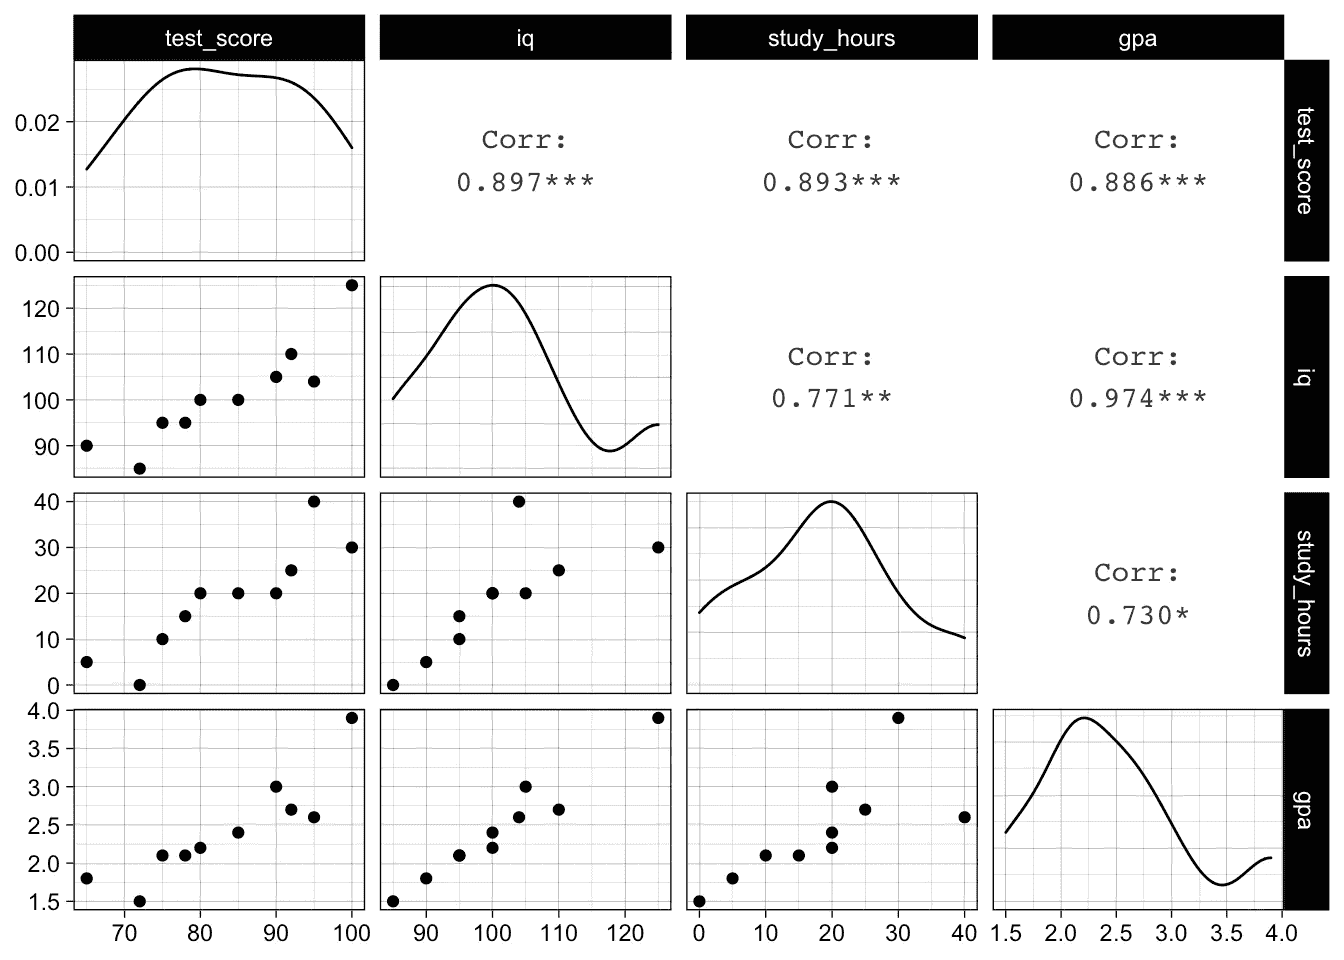 test_score iq study_hours gpa
0.02
0.01
0.00
Corr:
0.897***
Corr:
0.893***
Corr:
0.886***
test_score
120
110
100
90
Corr:
0.771**
Corr:
0.974***
iq
40
30
20
10
0
Corr:
0.730*
study_hours
4.0
3.5
3.0
2.5
2.0
1.5
gpa
70 80 90 100 90 100 110 120 0 10 20 30 40 1.5 2.0 2.5 3.0 3.5 4.0